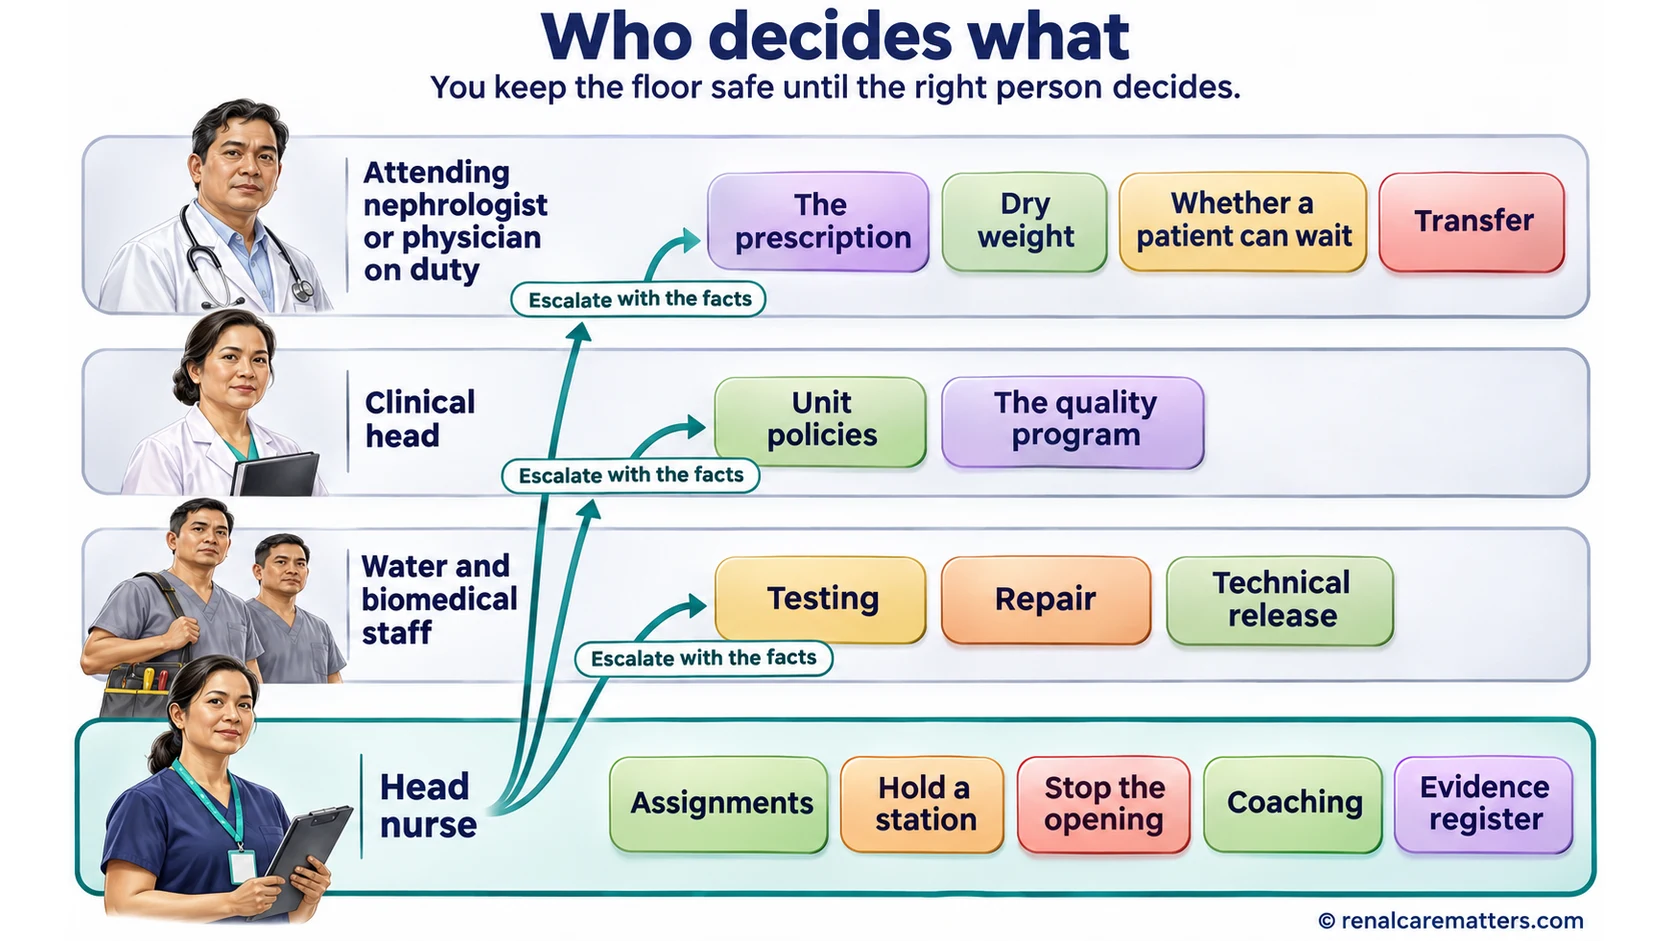 Who decides what
You keep the floor safe until the right person decides.
Attending
nephrologist
or physician
on duty
The
prescription
Dry
weight
Whether a
patient can wait
Transfer
Escalate with the facts
Clinical
head
Unit
policies
The quality
program
Escalate with the facts
Water and
biomedical
staff
Testing
Repair
Technical
release
Escalate with the facts
Head
nurse
Assignments
Hold a
station
Stop the
opening
Coaching
Evidence
register
© renalcarematters.com